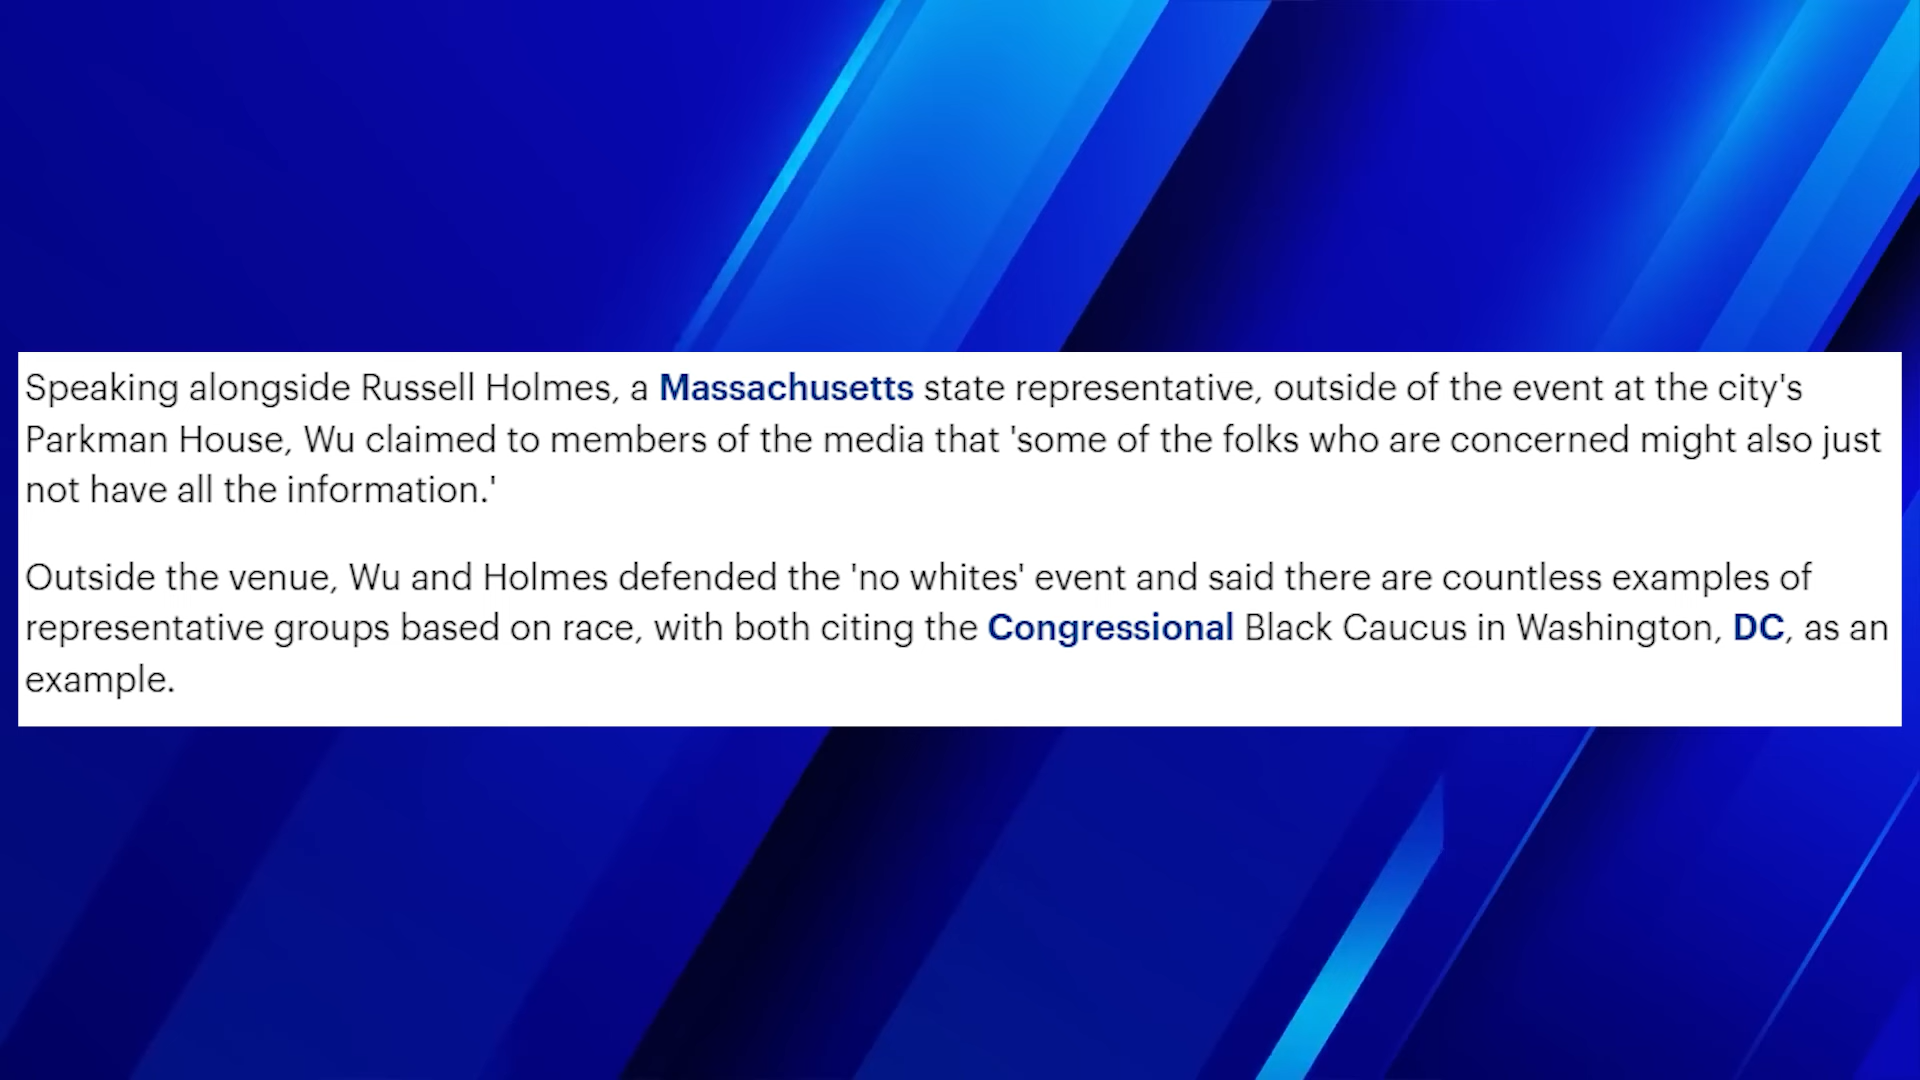 Speaking alongside Russell Holmes, a Massachusetts state representative, outside of the event at the city's
Parkman House, Wu claimed to members of the media that 'some of the folks who are concerned might also just
not have all the information.'
Outside the venue, Wu and Holmes defended the 'no whites' event and said there are countless examples of
representative groups based on race, with both citing the Congressional Black Caucus in Washington, DC, as an
example.